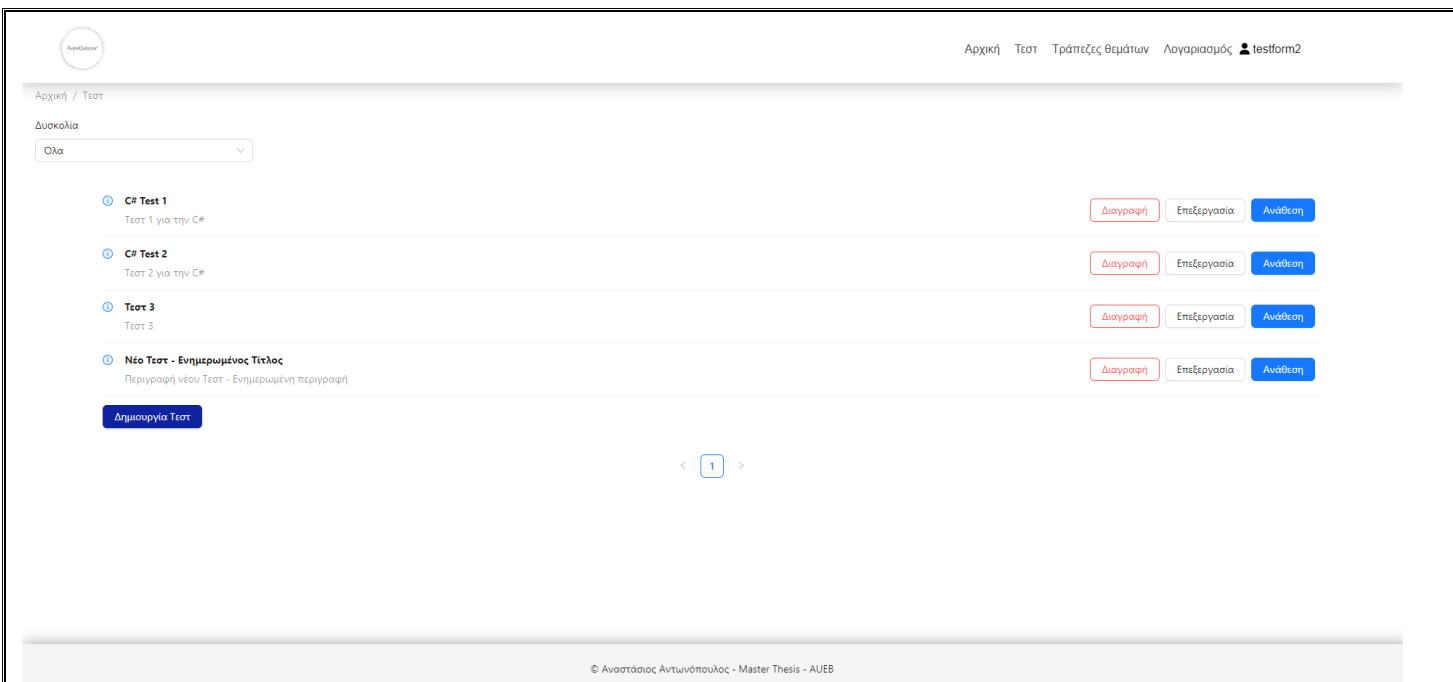 AutoQuizzer
Αρχική Τεστ Τράπεζες θεμάτων Λογαριασμός testform2
Αρχική / Τεστ
Δυσκολία
Όλα
C# Test 1
Τεστ 1 για την C#
Διαγραφή Επεξεργασία Ανάθεση
C# Test 2
Τεστ 2 για την C#
Διαγραφή Επεξεργασία Ανάθεση
Τεστ 3
Τεστ 3
Διαγραφή Επεξεργασία Ανάθεση
Νέο Τεστ - Ενημερωμένος Τίτλος
Περιγραφή νέου Τεστ - Ενημερωμένη περιγραφή
Διαγραφή Επεξεργασία Ανάθεση
Δημιουργία Τεστ
< 1 >
© Αναστάσιος Αντωνόπουλος - Master Thesis - AUEB